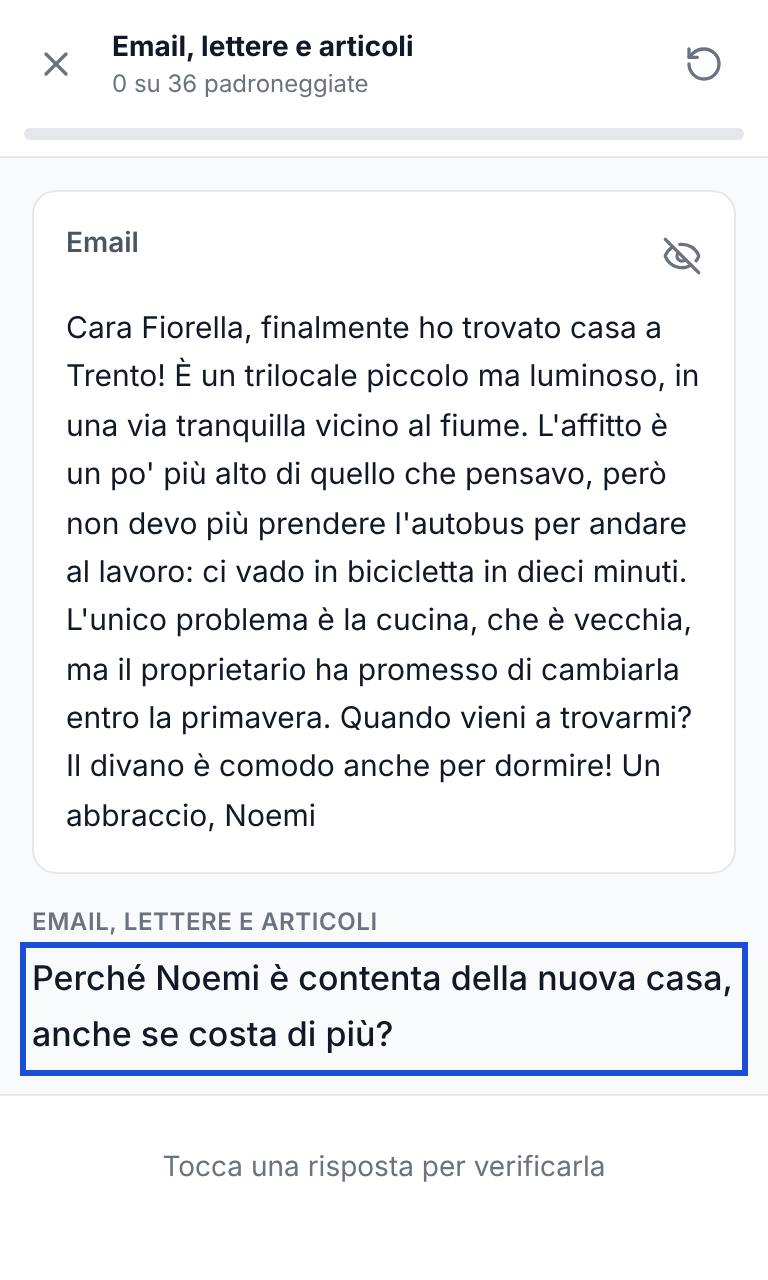 Email, lettere e articoli
0 su 36 padroneggiate
Email
Cara Fiorella, finalmente ho trovato casa a
Trento! È un trilocale piccolo ma luminoso, in
una via tranquilla vicino al fiume. L'affitto è
un po' più alto di quello che pensavo, però
non devo più prendere l'autobus per andare
al lavoro: ci vado in bicicletta in dieci minuti.
L'unico problema è la cucina, che è vecchia,
ma il proprietario ha promesso di cambiarla
entro la primavera. Quando vieni a trovarmi?
Il divano è comodo anche per dormire! Un
abbraccio, Noemi
EMAIL, LETTERE E ARTICOLI
Perché Noemi è contenta della nuova casa,
anche se costa di più?
Tocca una risposta per verificarla